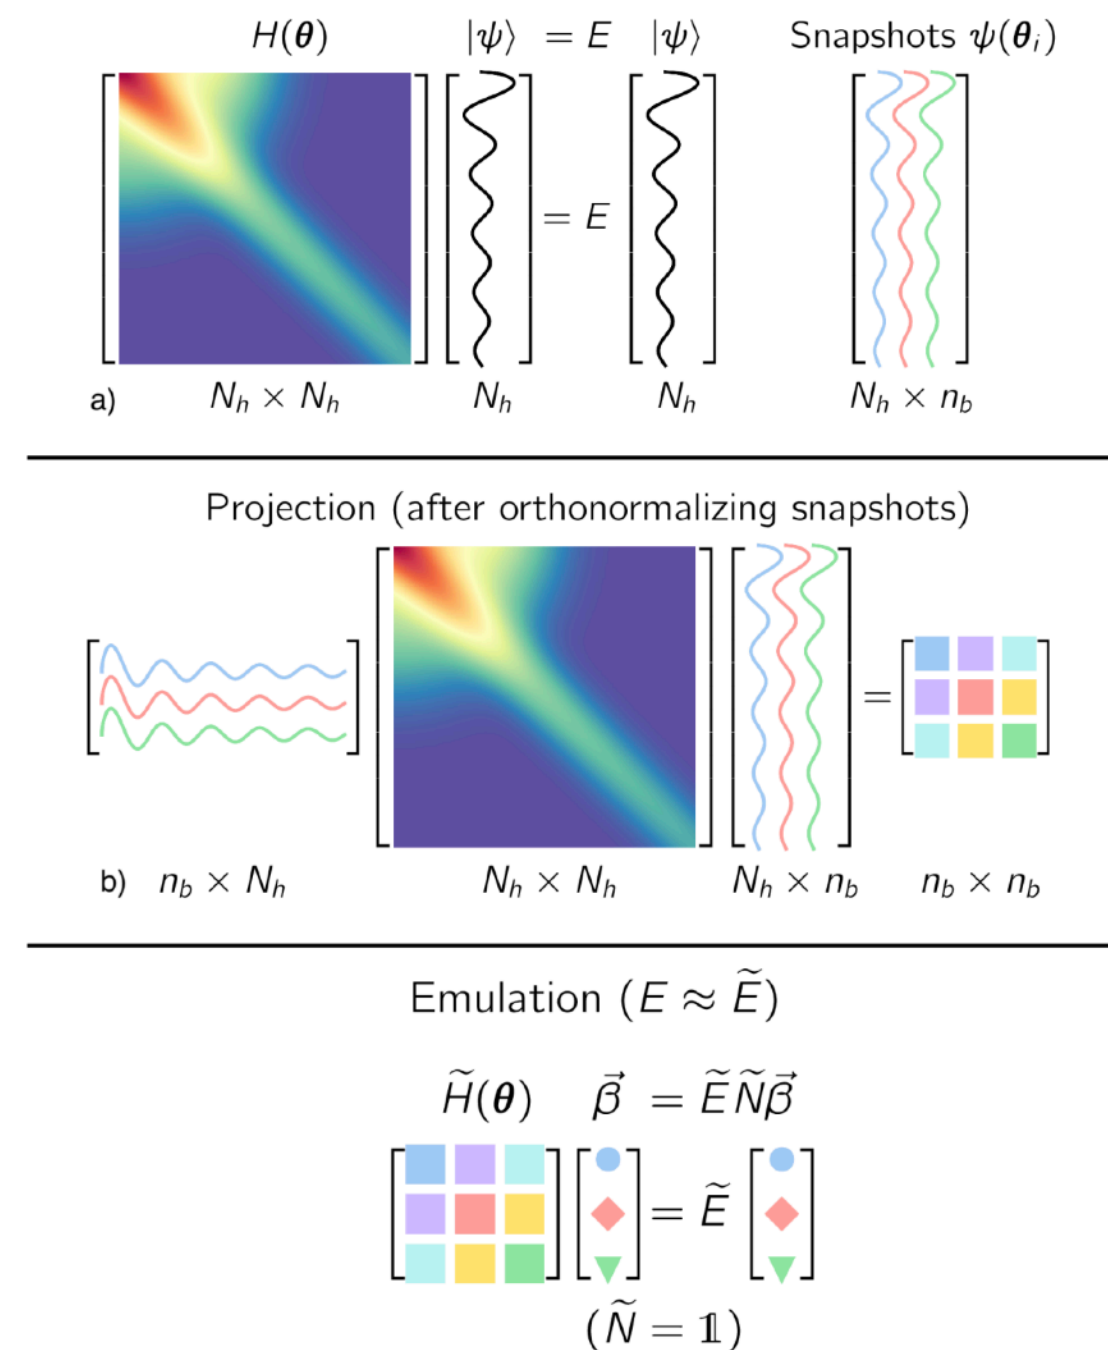 H(θ) |ψ⟩ = E |ψ⟩ Snapshots ψ(θᵢ)
= E
a) N_h × N_h N_h N_h N_h × n_b
Projection (after orthonormalizing snapshots)
=
b) n_b × N_h N_h × N_h N_h × n_b n_b × n_b
Emulation (E ≈ Ẽ)
H̃(θ) β⃗ = ẼÑβ⃗
= Ẽ
(Ñ = 𝟙)